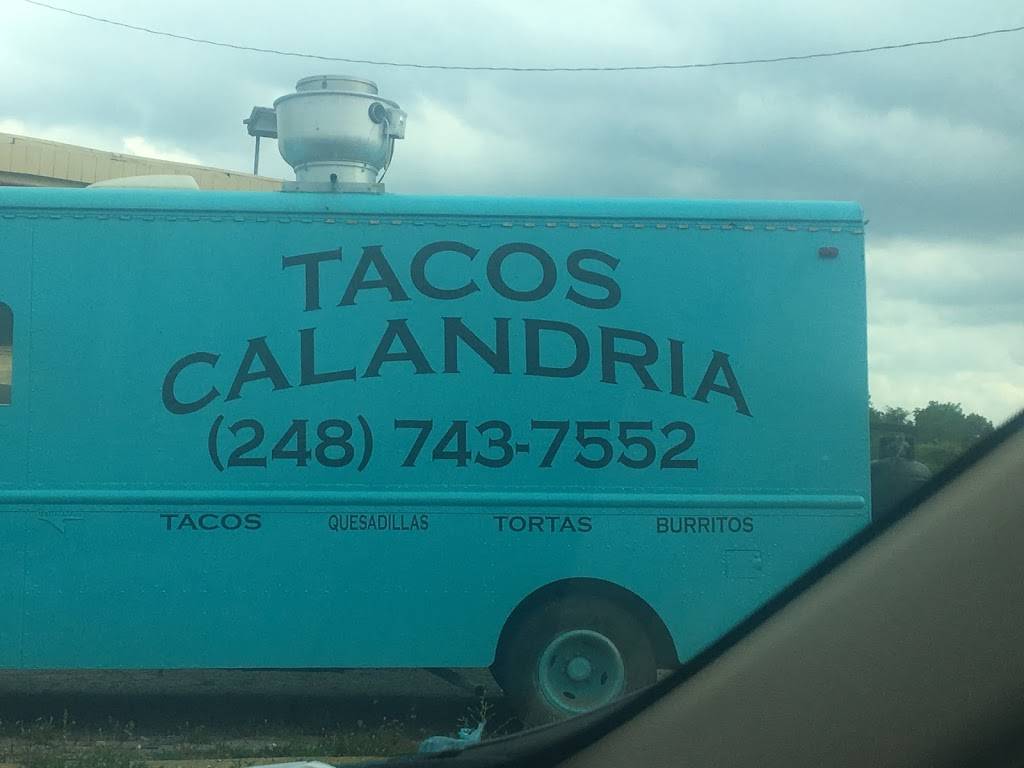 TACOS
CALANDRIA
(248) 743-7552
TACOS QUESADILLAS TORTAS BURRITOS